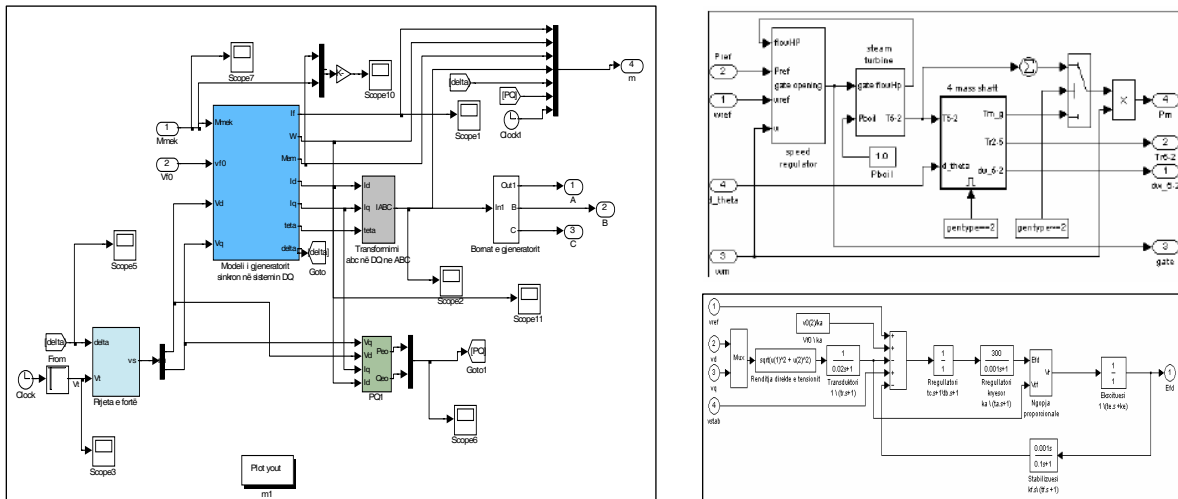 Scope7
K-
Scope10
[delta]
[PQ]
Clock1
4
m
1
Mmek
2
Vf0
Mmek
vf0
Vd
Vq
If
W
Mem
Id
Iq
teta
delta
Modeli i gjeneratorit
sinkron në sistemin DQ
[delta]
Goto
Scope1
Id
Iq
teta
IABC
Transformimi
abc në DQ ne ABC
In1
Out1
B
C
Bornat e gjeneratorit
1
A
2
B
3
C
Scope2
Scope11
Scope5
[delta]
From
Clock
Vt
delta
Vt
vs
Rrjeta e fortë
Scope3
Vq
Vd
Iq
Id
Peo
Qeo
PQ1
[PQ]
Goto1
Scope6
Plot yout
m1
Pref
2
1
wref
4
d_theta
3
wm
flowHP
Pref
gate opening
wref
w
speed
regulator
steam
turbine
gate flowHp
Pboil
T5-2
1.0
Pboil
4 mass shaft
T5-2
d_theta
Tm_g
Tr2-5
dw_5-2
gentype==2
gentype==2
Σ
X
4
Pm
2
Tr5-2
1
dw_5-2
3
gate
1
vref
2
vd
3
vq
4
vstab
Mux
v0(2)/ka
Vf0 \ ka
sqrt(u(1)^2 + u(2)^2)
Renditja direkte e tensionit
1
0.02s+1
Transduktori
1 \ (tr.s+1)
+
-
+
+
-
1
1
Rregullatori
tc.s+1\tb.s+1
300
0.001s+1
Rregullatori
kryesor
ka \ (ta.s+1)
Efd
Vtf
Vf
Ngopja
proporcionale
1
1
Eksituesi
1 \(te.s +ke)
1
Efd
0.001s
0.1s+1
Stabilizuesi
kf.s\ (tf.s +1)